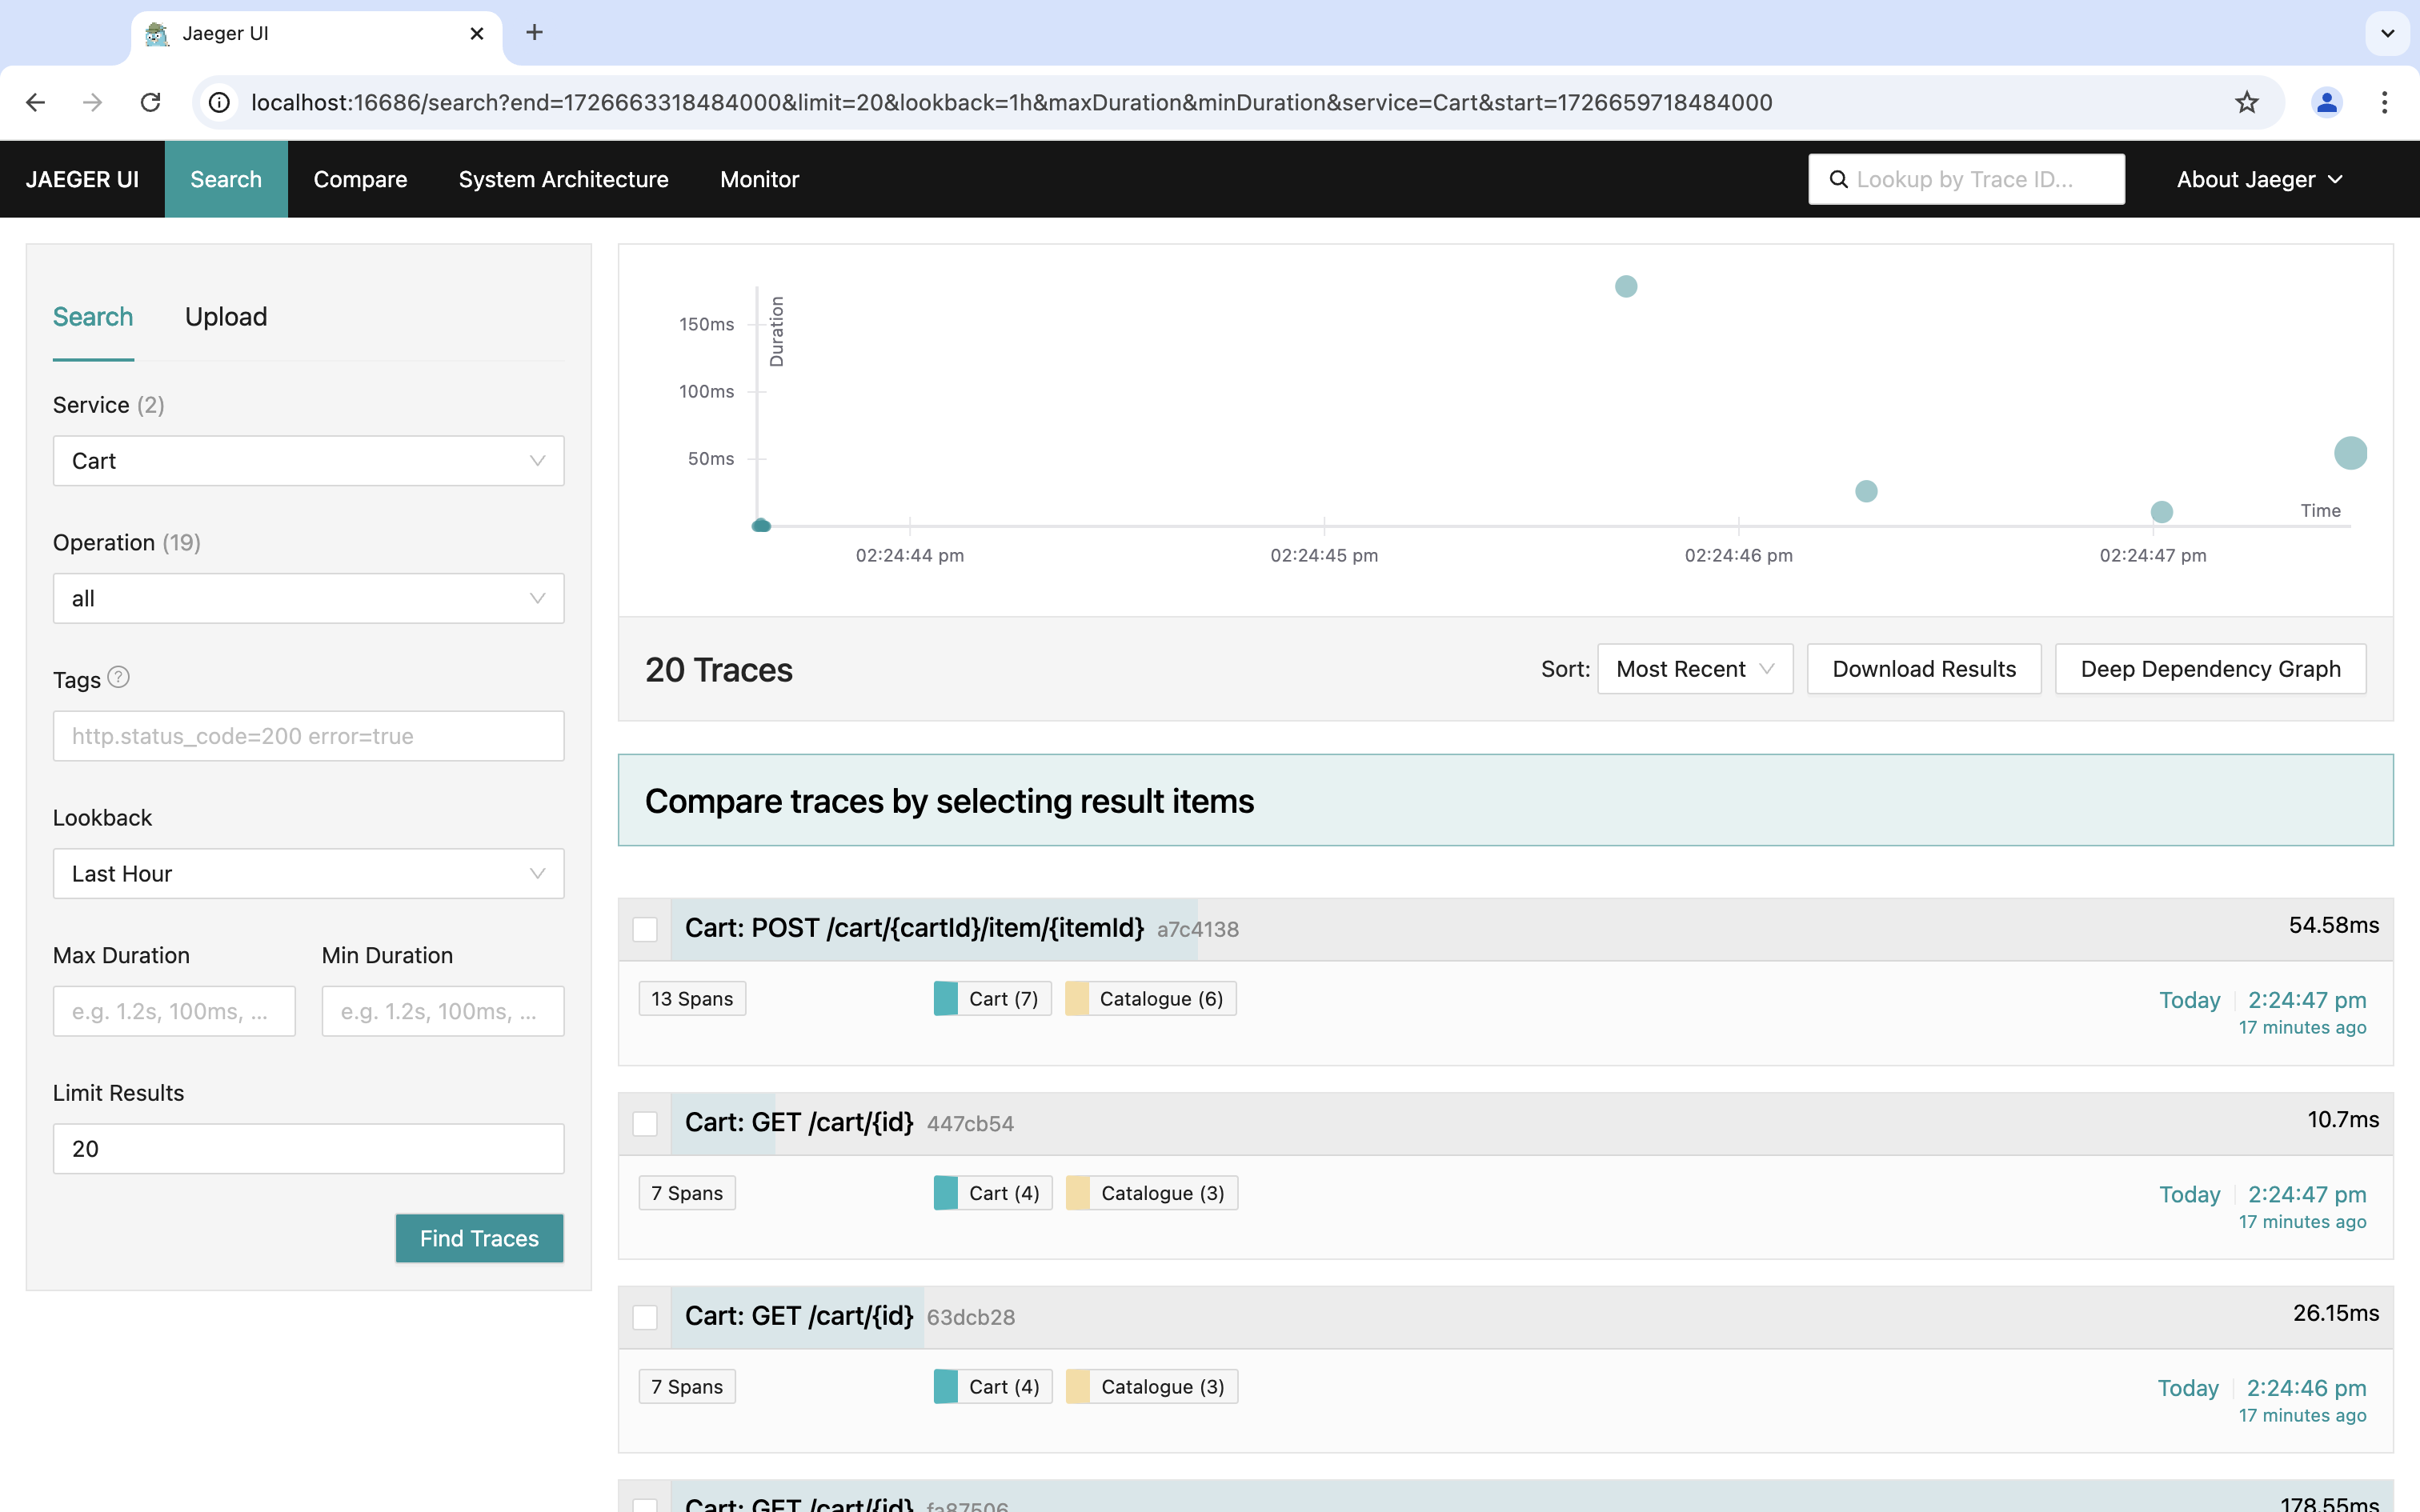 Jaeger UI
localhost:16686/search?end=1726663318484000&limit=20&lookback=1h&maxDuration&minDuration&service=Cart&start=1726659718484000
JAEGER UI Search Compare System Architecture Monitor Lookup by Trace ID... About Jaeger
Search Upload
Service (2)
Cart
Operation (19)
all
Tags ?
http.status_code=200 error=true
Lookback
Last Hour
Max Duration Min Duration
e.g. 1.2s, 100ms, ... e.g. 1.2s, 100ms, ...
Limit Results
20
Find Traces
Duration
150ms
100ms
50ms
Time
02:24:44 pm 02:24:45 pm 02:24:46 pm 02:24:47 pm
20 Traces Sort: Most Recent Download Results Deep Dependency Graph
Compare traces by selecting result items
Cart: POST /cart/{cartId}/item/{itemId} a7c4138 54.58ms
13 Spans Cart (7) Catalogue (6) Today 2:24:47 pm
17 minutes ago
Cart: GET /cart/{id} 447cb54 10.7ms
7 Spans Cart (4) Catalogue (3) Today 2:24:47 pm
17 minutes ago
Cart: GET /cart/{id} 63dcb28 26.15ms
7 Spans Cart (4) Catalogue (3) Today 2:24:46 pm
17 minutes ago
Cart: GET /cart/{id} fa87506 178.55ms